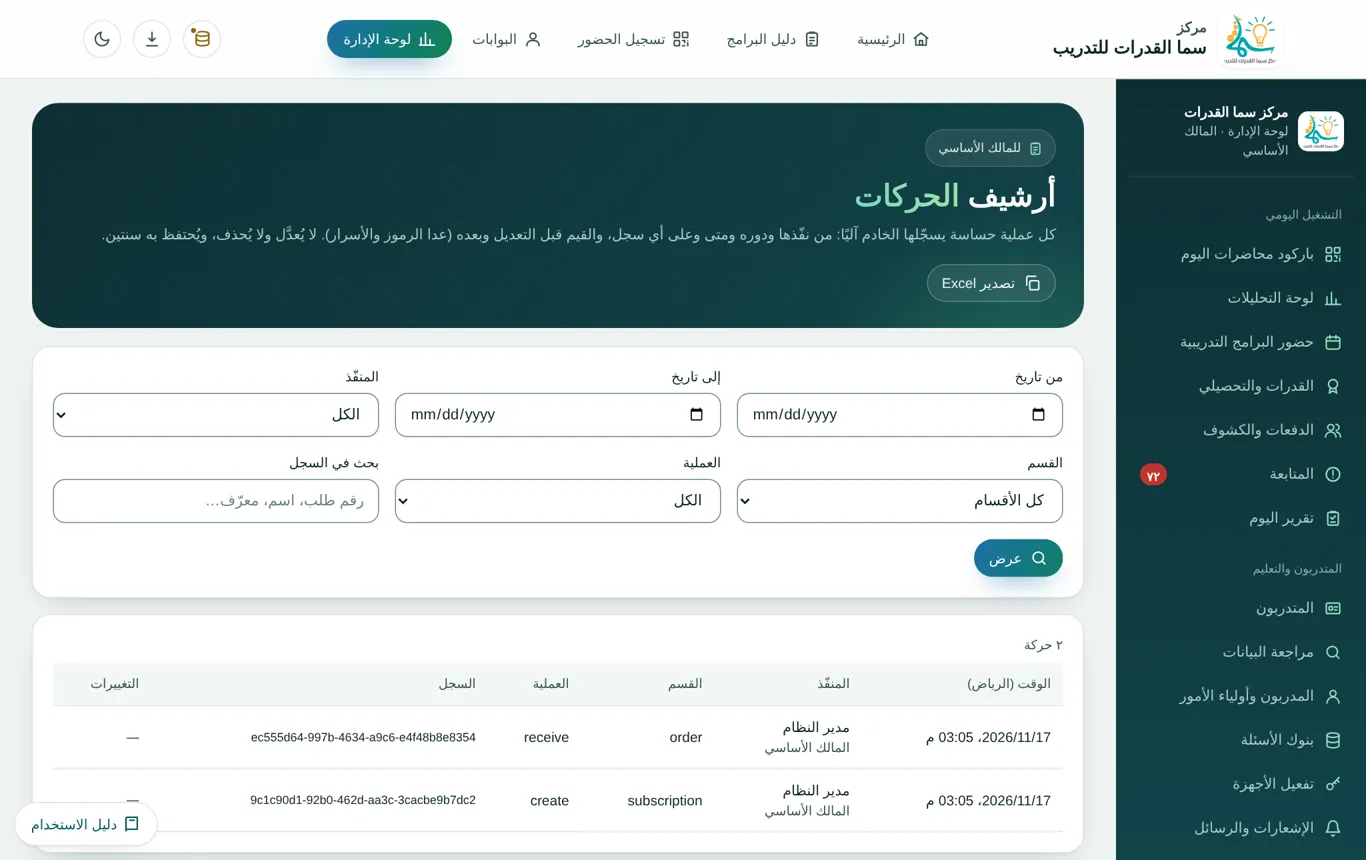 مركز
سما القدرات للتدريب
الرئيسية
دليل البرامج
تسجيل الحضور
البوابات
لوحة الإدارة
مركز سما القدرات
لوحة الإدارة · المالك
الأساسي
التشغيل اليومي
باركود محاضرات اليوم
لوحة التحليلات
حضور البرامج التدريبية
القدرات والتحصيلي
الدفعات والكشوف
المتابعة
٧٢
تقرير اليوم
المتدربون والتعليم
المتدربون
مراجعة البيانات
المدربون وأولياء الأمور
بنوك الأسئلة
تفعيل الأجهزة
الإشعارات والرسائل
للمالك الأساسي
أرشيف الحركات
كل عملية حساسة يسجّلها الخادم آليًا: من نفّذها ودوره ومتى وعلى أي سجل، والقيم قبل التعديل وبعده (عدا الرموز والأسرار). لا يُعدَّل ولا يُحذف، ويُحتفظ به سنتين.
تصدير Excel
من تاريخ
إلى تاريخ
المنفّذ
mm/dd/yyyy
mm/dd/yyyy
الكل
القسم
العملية
بحث في السجل
كل الأقسام
الكل
رقم طلب، اسم، معرّف...
عرض
٢ حركة
الوقت (الرياض) المنفّذ القسم العملية السجل التغييرات
2026/11/17، 03:05 م مدير النظام order receive ec555d64-997b-4634-a9c6-e4f48b8e8354 —
المالك الأساسي
2026/11/17، 03:05 م مدير النظام subscription create 9c1c90d1-92b0-462d-aa3c-3cacbe9b7dc2 —
المالك الأساسي
دليل الاستخدام